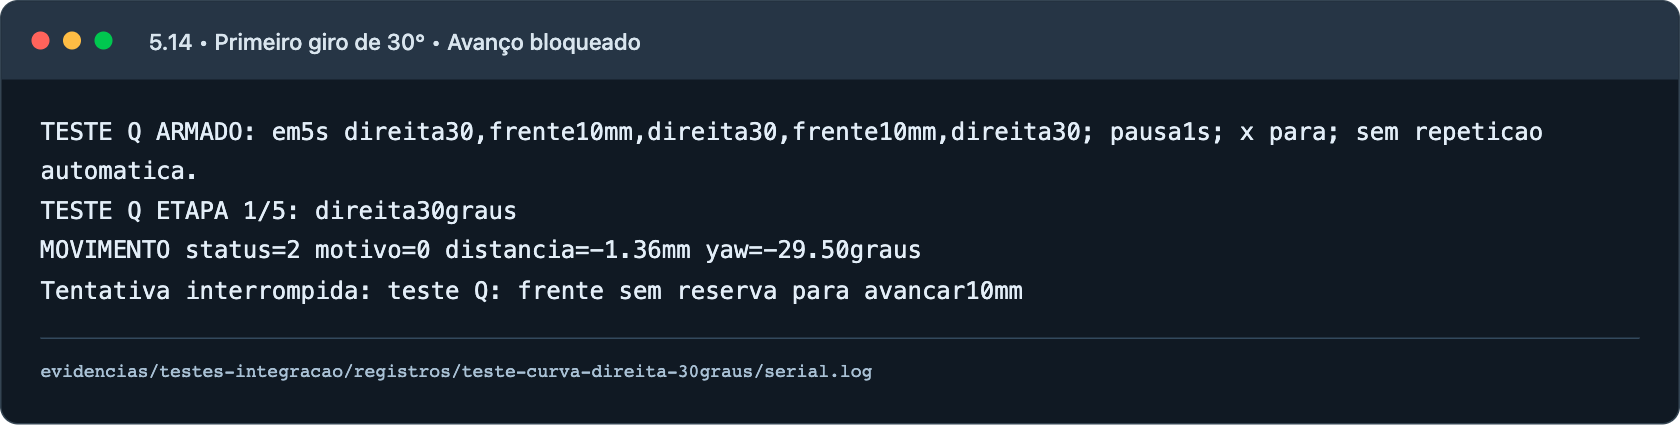 5.14 • Primeiro giro de 30° • Avanço bloqueado
TESTE Q ARMADO: em5s direita30,frente10mm,direita30,frente10mm,direita30; pausa1s; x para; sem repeticao
automatica.
TESTE Q ETAPA 1/5: direita30graus
MOVIMENTO status=2 motivo=0 distancia=-1.36mm yaw=-29.50graus
Tentativa interrompida: teste Q: frente sem reserva para avancar10mm
evidencias/testes-integracao/registros/teste-curva-direita-30graus/serial.log